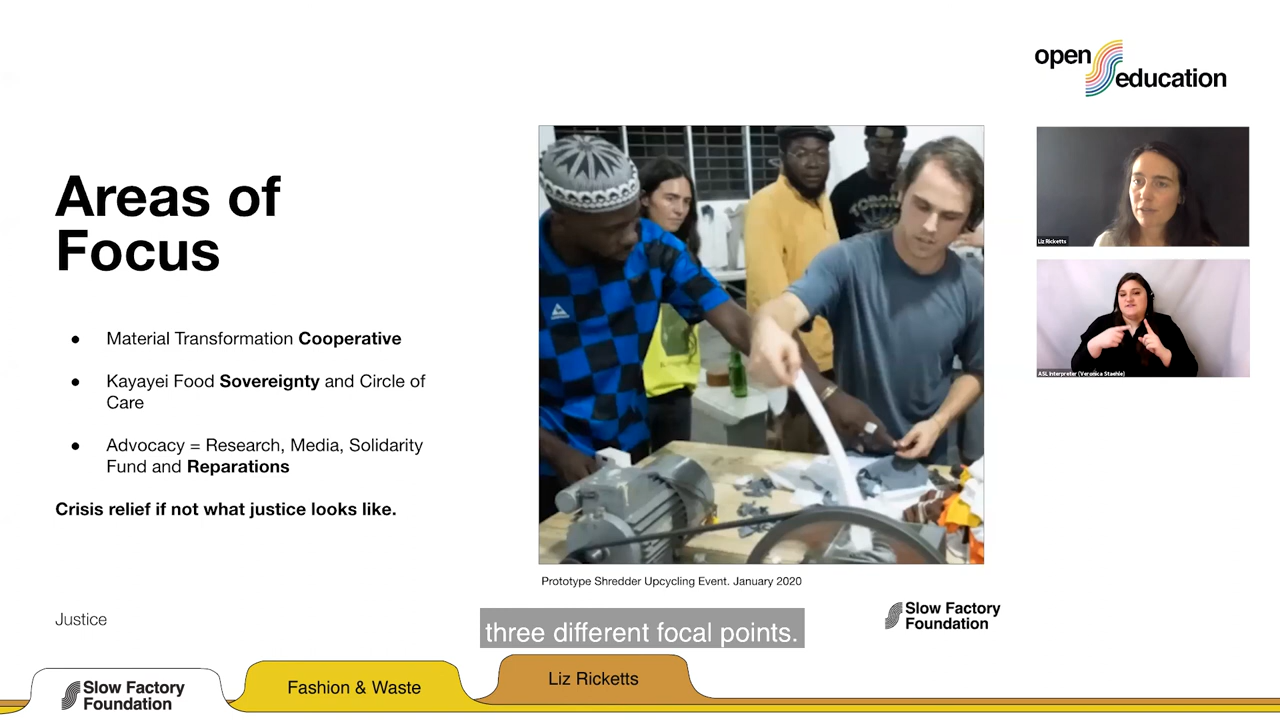 open
education
Areas of
Focus
● Material Transformation Cooperative
● Kayayei Food Sovereignty and Circle of
Care
● Advocacy = Research, Media, Solidarity
Fund and Reparations
Crisis relief if not what justice looks like.
TORONTO
Liz Ricketts
ASL Interpreter (Veronica Staehle)
Prototype Shredder Upcycling Event. January 2020
Justice
three different focal points.
Slow Factory
Foundation
Slow Factory
Foundation
Fashion & Waste
Liz Ricketts